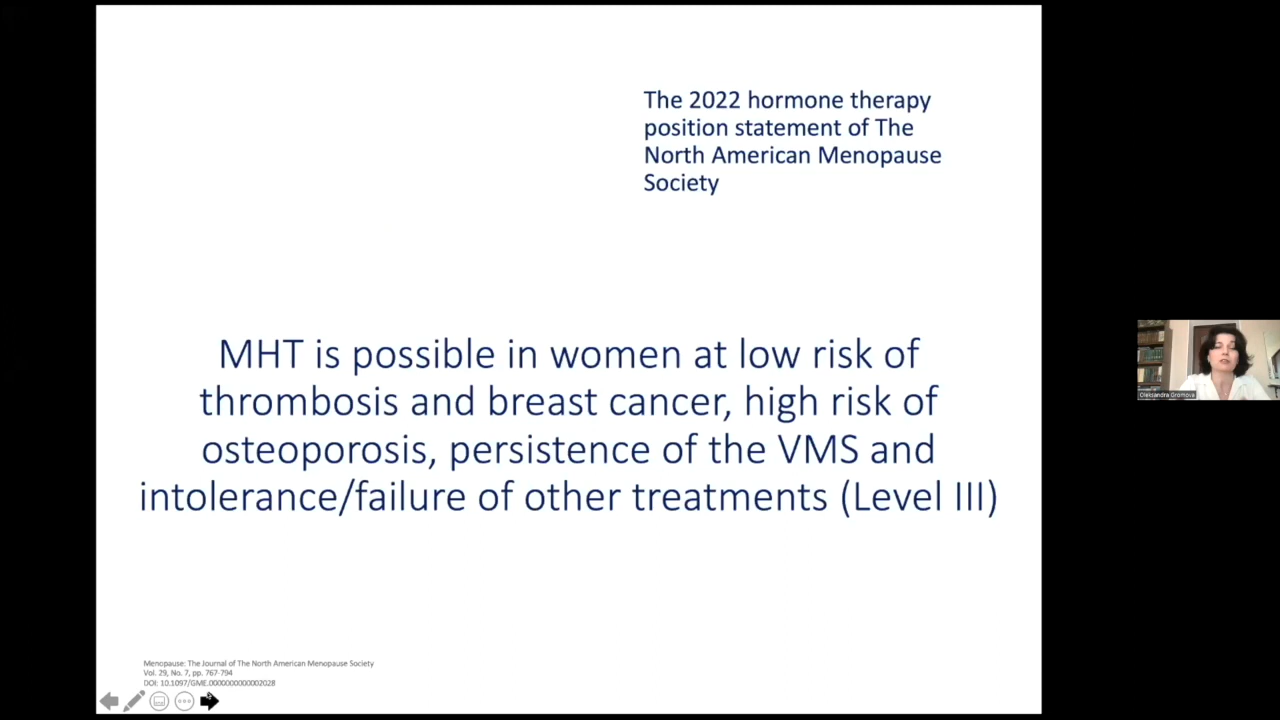 The 2022 hormone therapy
position statement of The
North American Menopause
Society
MHT is possible in women at low risk of
thrombosis and breast cancer, high risk of
osteoporosis, persistence of the VMS and
intolerance/failure of other treatments (Level III)
Menopause: The Journal of The North American Menopause Society
Vol. 29, No. 7, pp. 767-794
DOI: 10.1097/GME.0000000000002028
Oleksandra Gromova